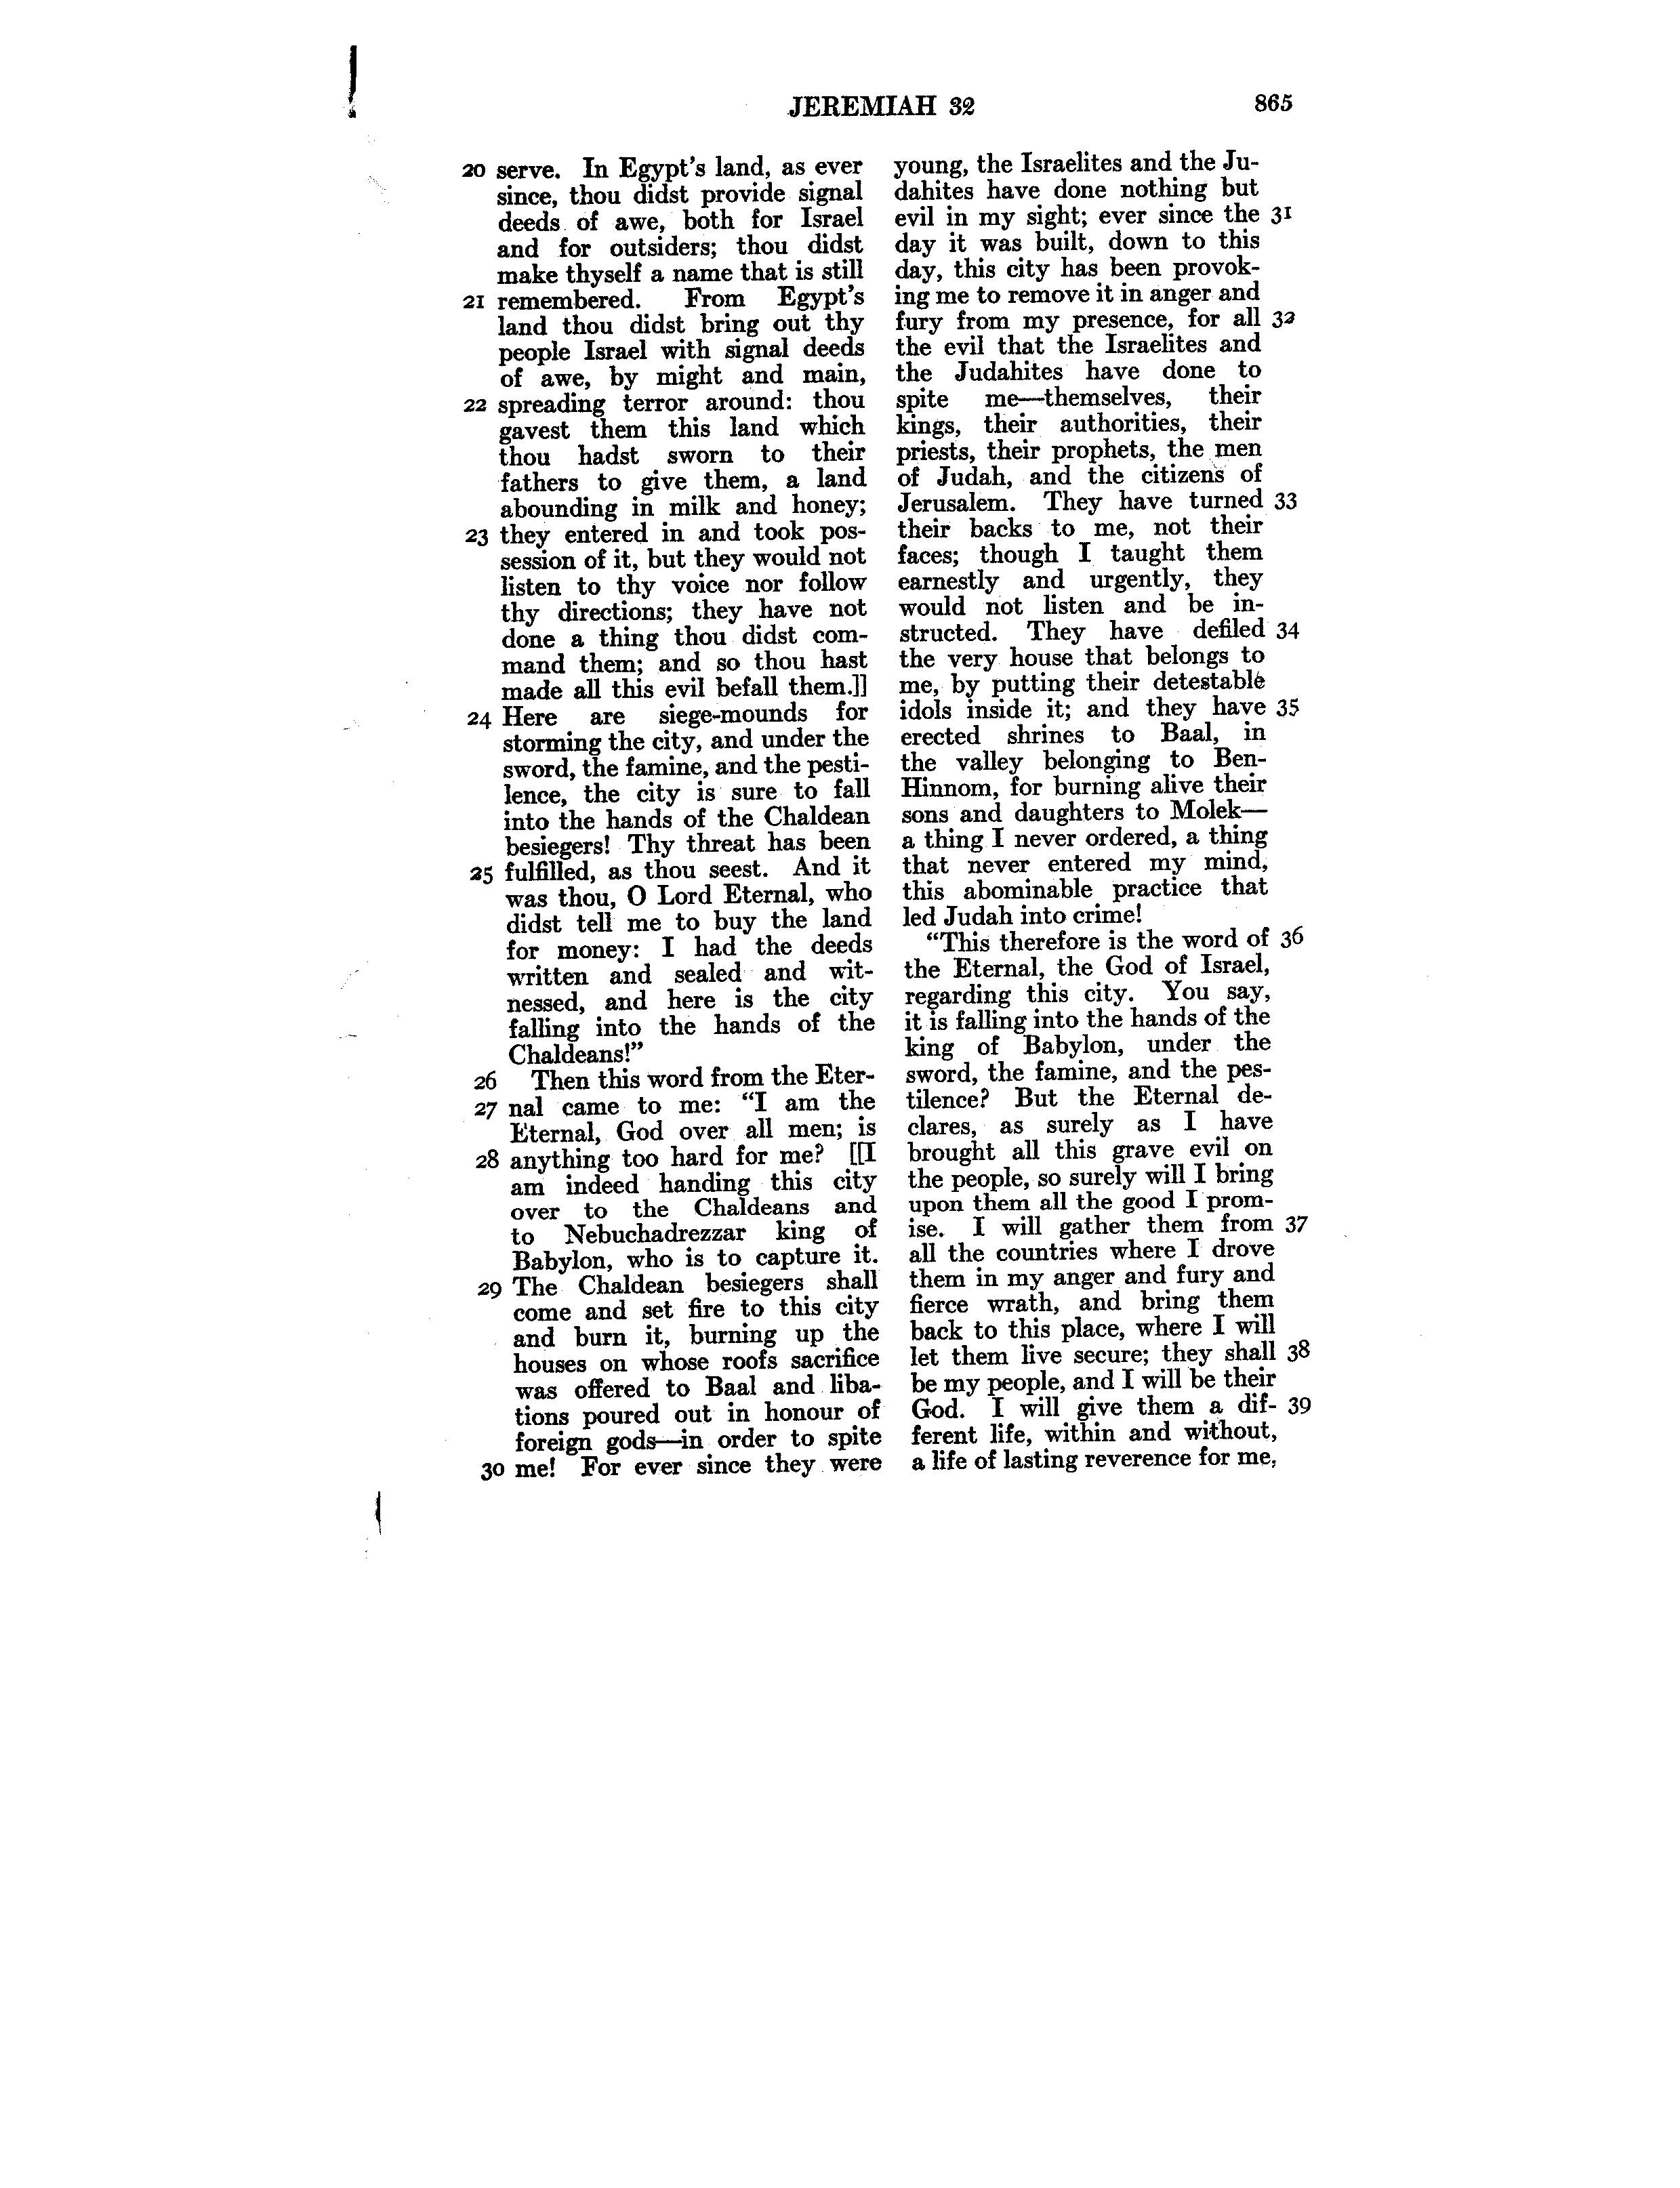 JEREMIAH 32 865
20 serve. In Egypt's land, as ever
since, thou didst provide signal
deeds of awe, both for Israel
and for outsiders; thou didst
make thyself a name that is still
21 remembered. From Egypt's
land thou didst bring out thy
people Israel with signal deeds
of awe, by might and main,
22 spreading terror around: thou
gavest them this land which
thou hadst sworn to their
fathers to give them, a land
abounding in milk and honey;
23 they entered in and took pos-
session of it, but they would not
listen to thy voice nor follow
thy directions; they have not
done a thing thou didst com-
mand them; and so thou hast
made all this evil befall them.]]
24 Here are siege-mounds for
storming the city, and under the
sword, the famine, and the pesti-
lence, the city is sure to fall
into the hands of the Chaldean
besiegers! Thy threat has been
25 fulfilled, as thou seest. And it
was thou, O Lord Eternal, who
didst tell me to buy the land
for money: I had the deeds
written and sealed and wit-
nessed, and here is the city
falling into the hands of the
Chaldeans!”
26 Then this word from the Eter-
27 nal came to me: “I am the
Eternal, God over all men; is
28 anything too hard for me? [[I
am indeed handing this city
over to the Chaldeans and
to Nebuchadrezzar king of
Babylon, who is to capture it.
29 The Chaldean besiegers shall
come and set fire to this city
and burn it, burning up the
houses on whose roofs sacrifice
was offered to Baal and liba-
tions poured out in honour of
foreign gods—in order to spite
30 me! For ever since they were
young, the Israelites and the Ju-
dahites have done nothing but
evil in my sight; ever since the 31
day it was built, down to this
day, this city has been provok-
ing me to remove it in anger and
fury from my presence, for all 32
the evil that the Israelites and
the Judahites have done to
spite me—themselves, their
kings, their authorities, their
priests, their prophets, the men
of Judah, and the citizens of
Jerusalem. They have turned 33
their backs to me, not their
faces; though I taught them
earnestly and urgently, they
would not listen and be in-
structed. They have defiled 34
the very house that belongs to
me, by putting their detestable
idols inside it; and they have 35
erected shrines to Baal, in
the valley belonging to Ben-
Hinnom, for burning alive their
sons and daughters to Molek—
a thing I never ordered, a thing
that never entered my mind,
this abominable practice that
led Judah into crime!
“This therefore is the word of 36
the Eternal, the God of Israel,
regarding this city. You say,
it is falling into the hands of the
king of Babylon, under the
sword, the famine, and the pes-
tilence? But the Eternal de-
clares, as surely as I have
brought all this grave evil on
the people, so surely will I bring
upon them all the good I prom-
ise. I will gather them from 37
all the countries where I drove
them in my anger and fury and
fierce wrath, and bring them
back to this place, where I will
let them live secure; they shall 38
be my people, and I will be their
God. I will give them a dif- 39
ferent life, within and without,
a life of lasting reverence for me,